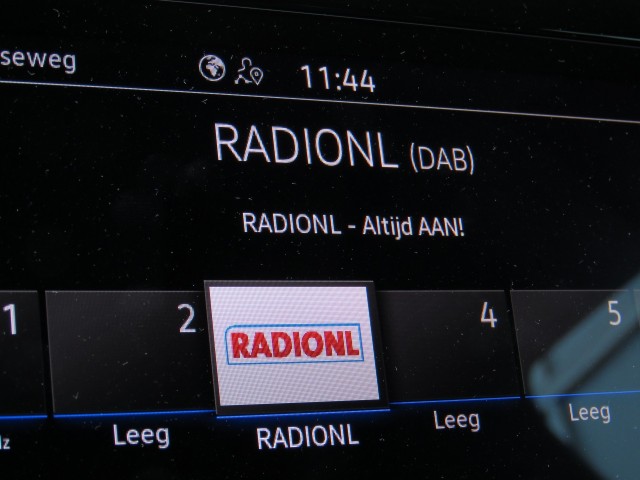 seweg
11:44
RADIONL (DAB)
RADIONL - Altijd AAN!
1
2
RADIONL
4
5
Leeg
RADIONL
Leeg
Leeg